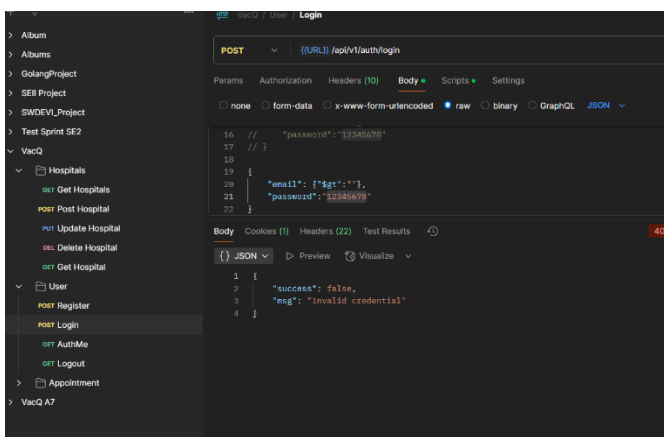 HTTP VacQ / User / Login
Album
Albums
GolangProject
SEII Project
SWDEVI_Project
Test Sprint SE2
VacQ
Hospitals
GET Get Hospitals
POST Post Hospital
PUT Update Hospital
DEL Delete Hospital
GET Get Hospital
User
POST Register
POST Login
GET AuthMe
GET Logout
Appointment
VacQ A7
POST {{URL}} /api/v1/auth/login
Params Authorization Headers (10) Body Scripts Settings
none form-data x-www-form-urlencoded raw binary GraphQL JSON
16 // "password":"12345678"
17 // }
18
19 {
20 "email": {"$gt":""},
21 "password":"12345678"
22 }
Body Cookies (1) Headers (22) Test Results 40
{} JSON Preview Visualize
1 {
2 "success": false,
3 "msg": "Invalid credential"
4 }